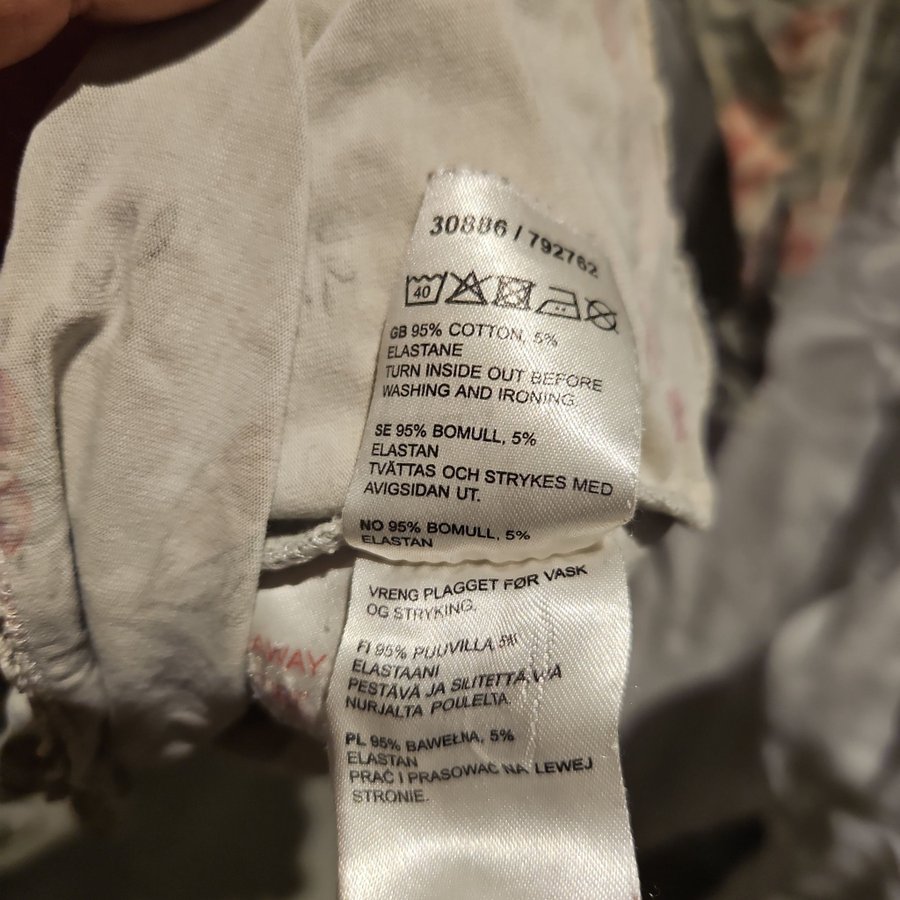 30886 / 792762
40
GB 95% COTTON, 5%
ELASTANE
TURN INSIDE OUT BEFORE
WASHING AND IRONING.
SE 95% BOMULL, 5%
ELASTAN
TVÄTTAS OCH STRYKES MED
AVIGSIDAN UT.
NO 95% BOMULL, 5%
ELASTAN
VRENG PLAGGET FØR VASK
OG STRYKING.
FI 95% PUUVILLA, 5%
ELASTAANI
PESTÄVÄ JA SILITETTÄVÄ
NURJALTA PUOLELTA.
PL 95% BAWEŁNA, 5%
ELASTAN
PRAĆ I PRASOWAĆ NA LEWEJ
STRONIE.
AWAY